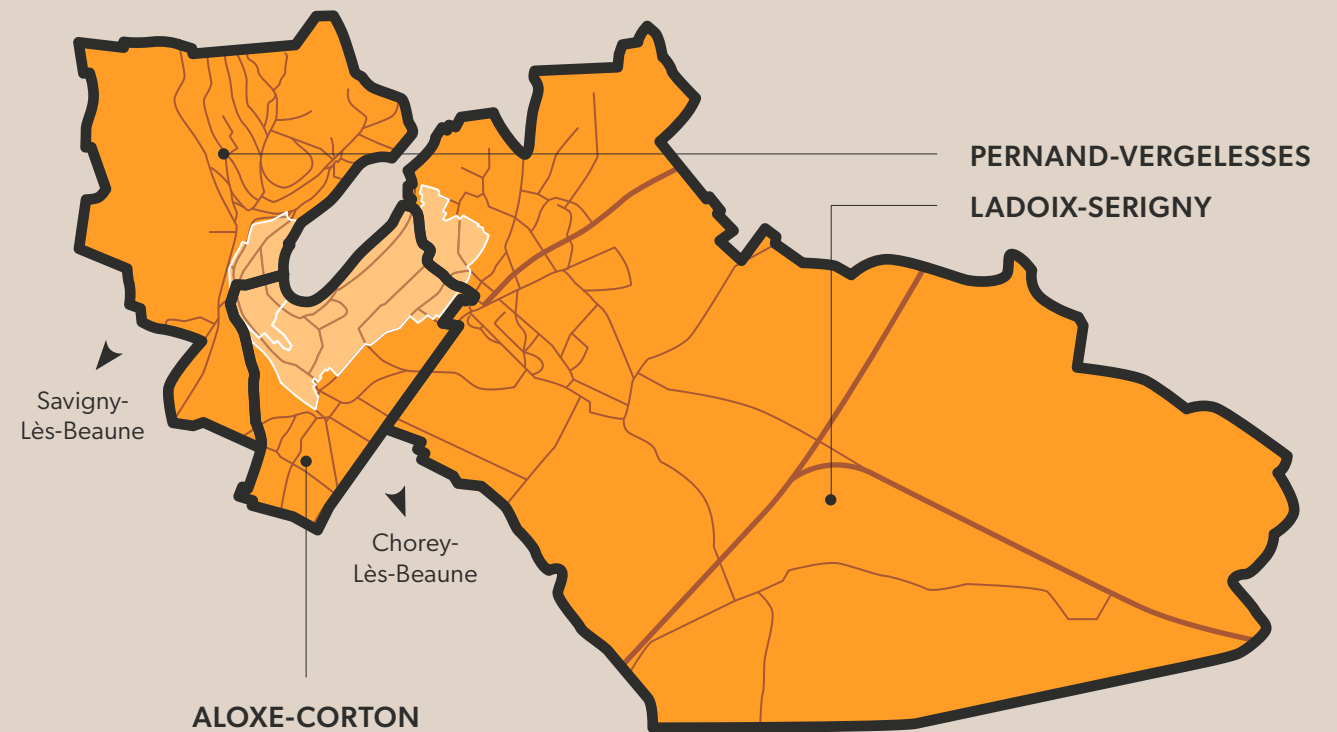 PERNAND-VERGELESSES
LADOIX-SERIGNY
Savigny-
Lès-Beaune
Chorey-
Lès-Beaune
ALOXE-CORTON